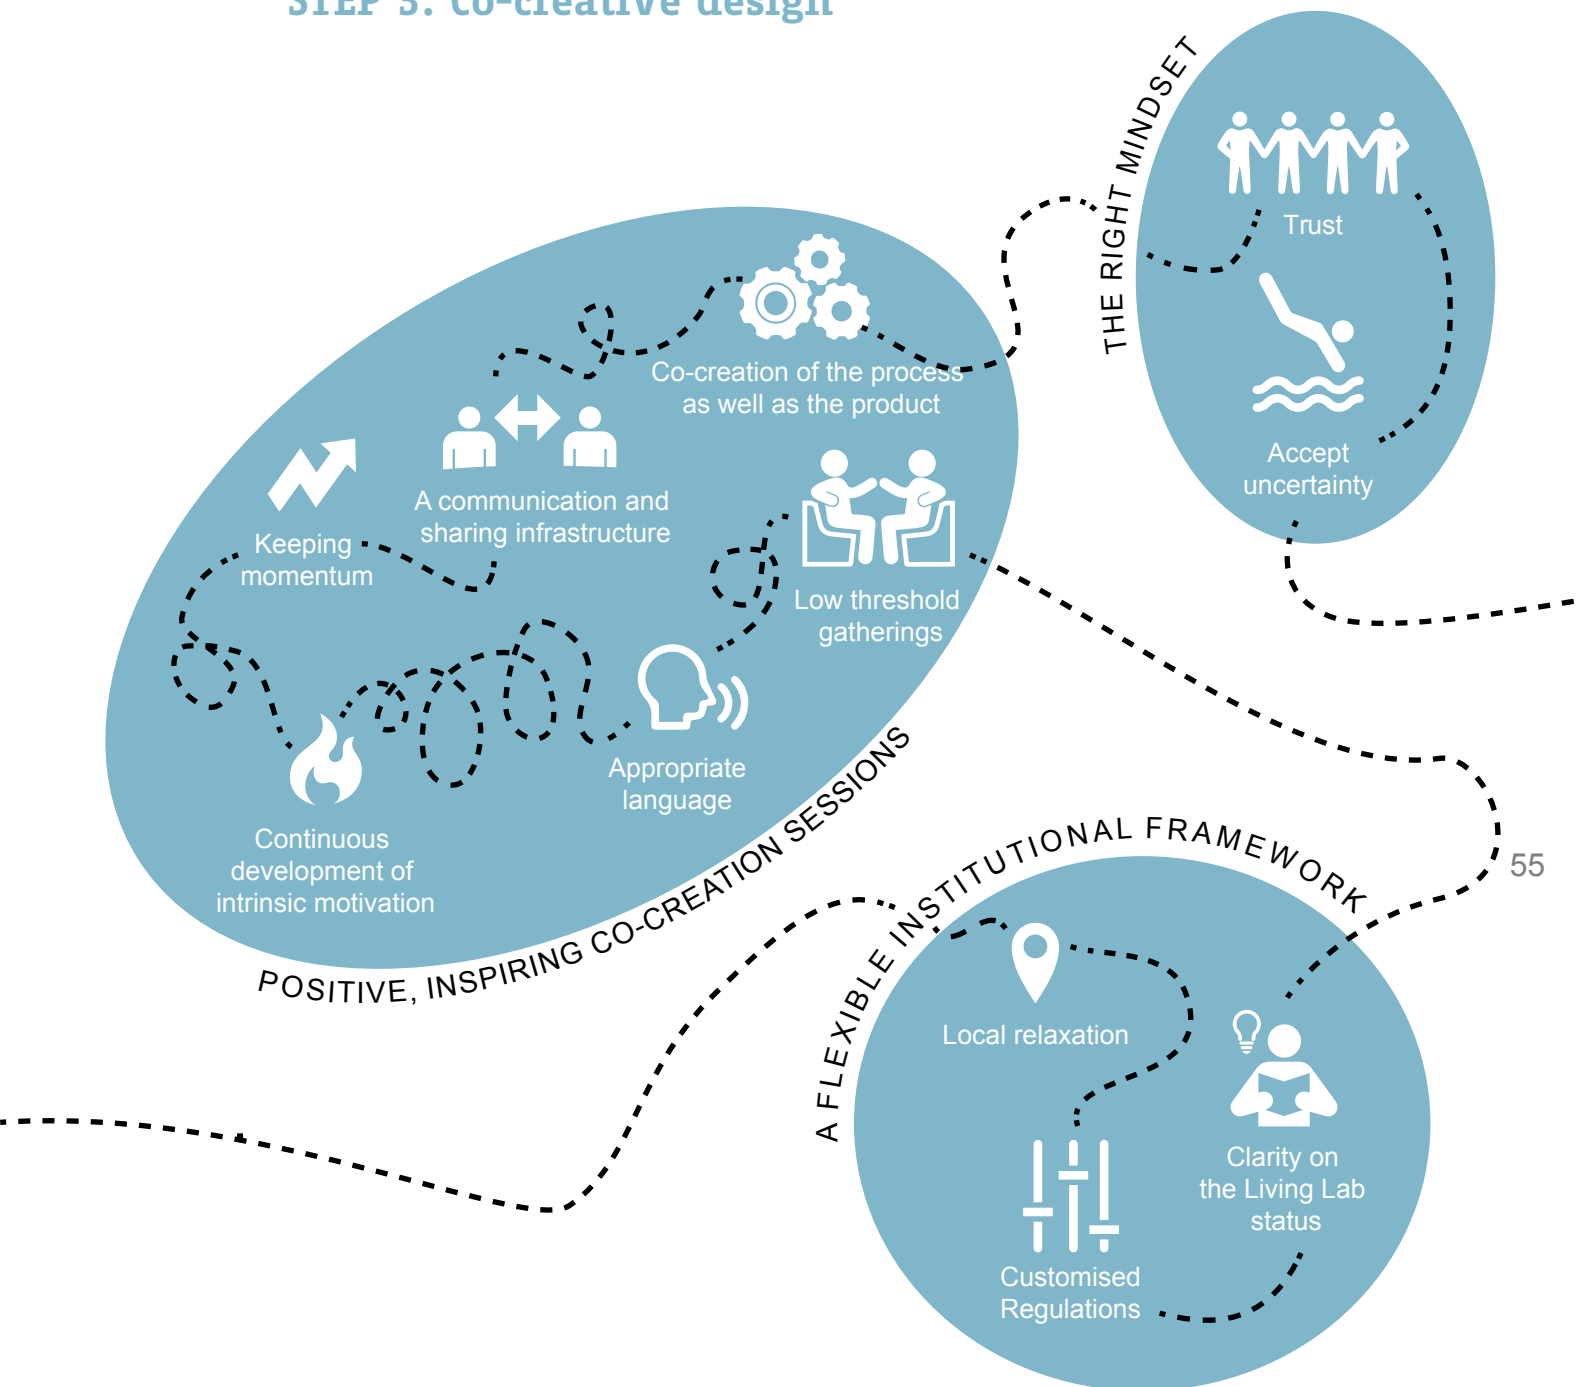 STEP 3: Co-creative design
THE RIGHT MINDSET
Trust
Accept
uncertainty
Co-creation of the process
as well as the product
A communication and
sharing infrastructure
Keeping
momentum
Low threshold
gatherings
Appropriate
language
Continuous
development of
intrinsic motivation
POSITIVE, INSPIRING CO-CREATION SESSIONS
55
A FLEXIBLE INSTITUTIONAL FRAMEWORK
Local relaxation
Clarity on
the Living Lab
status
Customised
Regulations